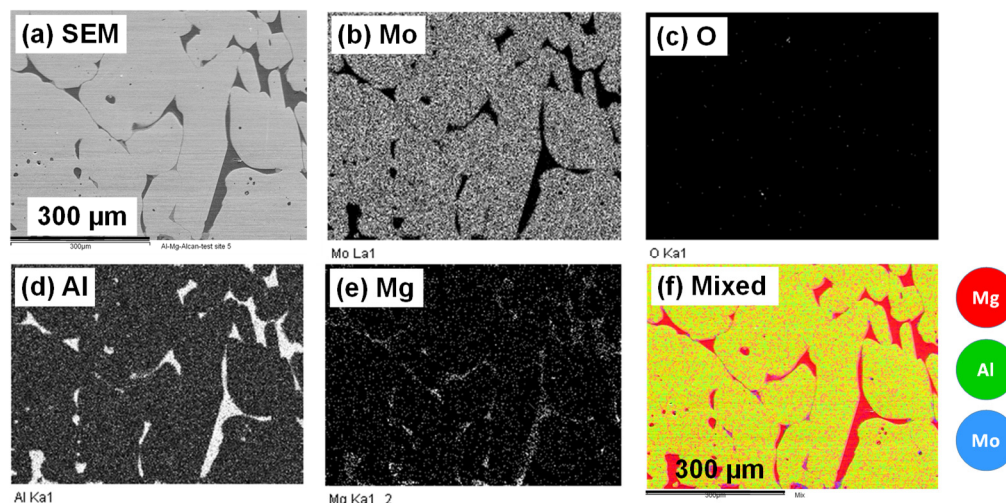 (a) SEM
300 µm
300µm
Al-Mg-Alcan-test site 5
(b) Mo
Mo La1
(c) O
O Ka1
(d) Al
Al Ka1
(e) Mg
Mg Ka1_2
(f) Mixed
300 µm
300µm
Mix
Mg
Al
Mo